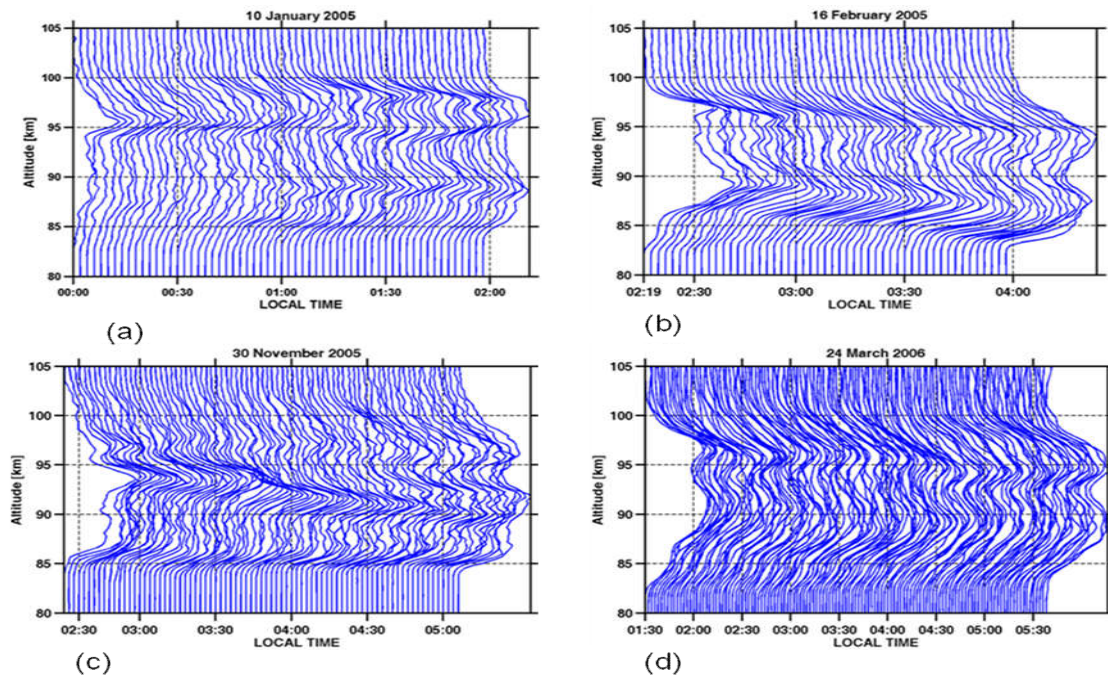 10 January 2005
105
100
95
90
85
80
Altitude [km]
00:00 00:30 01:00 01:30 02:00
LOCAL TIME
(a)
16 February 2005
105
100
95
90
85
80
Altitude [km]
02:19 02:30 03:00 03:30 04:00
LOCAL TIME
(b)
30 November 2005
105
100
95
90
85
80
Altitude [km]
02:30 03:00 03:30 04:00 04:30 05:00
LOCAL TIME
(c)
24 March 2006
105
100
95
90
85
80
Altitude [km]
01:30 02:00 02:30 03:00 03:30 04:00 04:30 05:00 05:30
LOCAL TIME
(d)